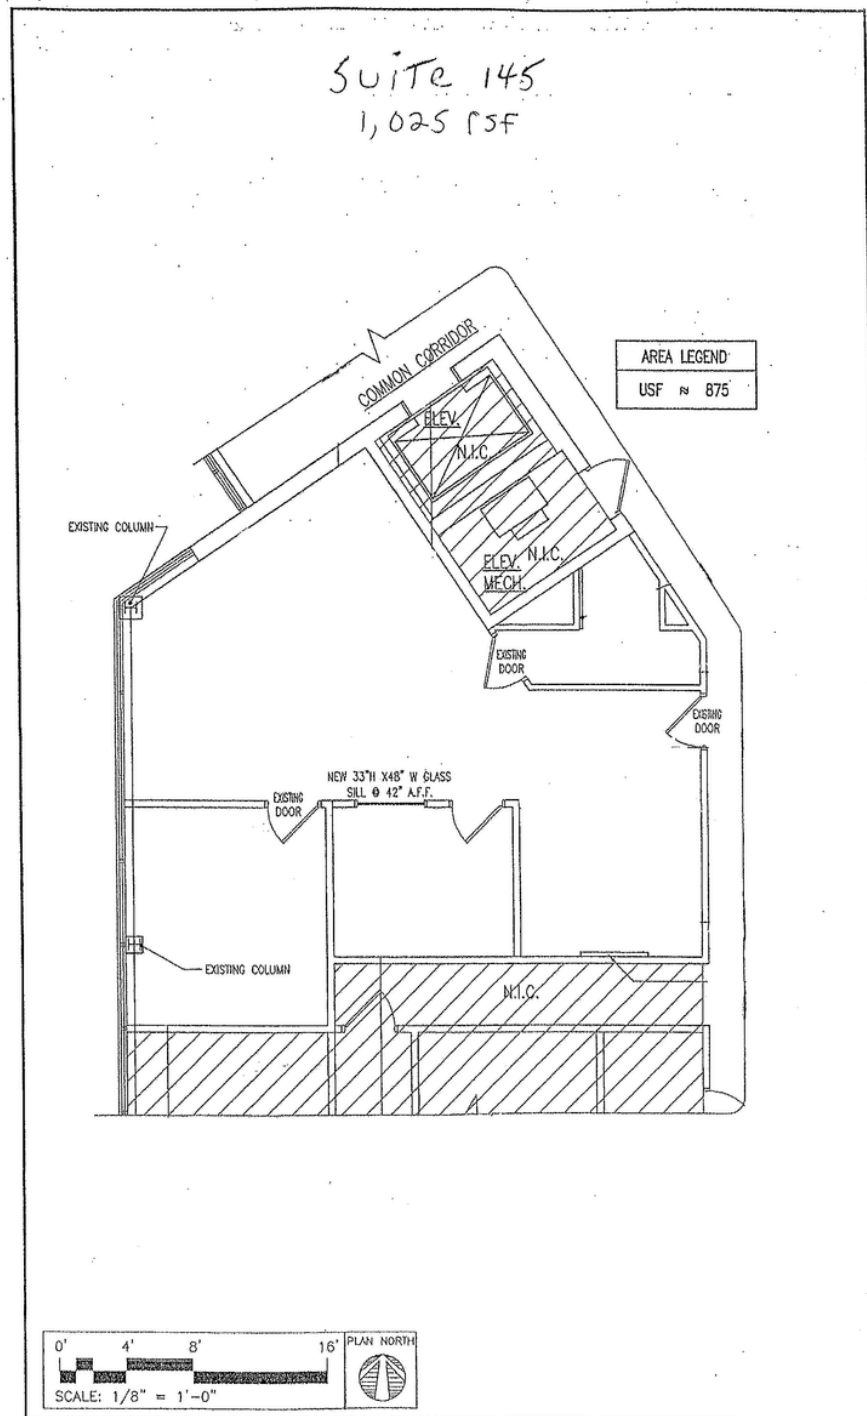 Suite 145
1,025 rsf
AREA LEGEND
USF ≈ 875
COMMON CORRIDOR
ELEV.
N.I.C.
EXISTING COLUMN
ELEV.
MECH.
N.I.C.
EXISTING
DOOR
EXISTING
DOOR
NEW 33"H X48" W GLASS
SILL @ 42" A.F.F.
EXISTING
DOOR
EXISTING COLUMN
N.I.C.
0' 4' 8' 16'
SCALE: 1/8" = 1'-0"
PLAN NORTH